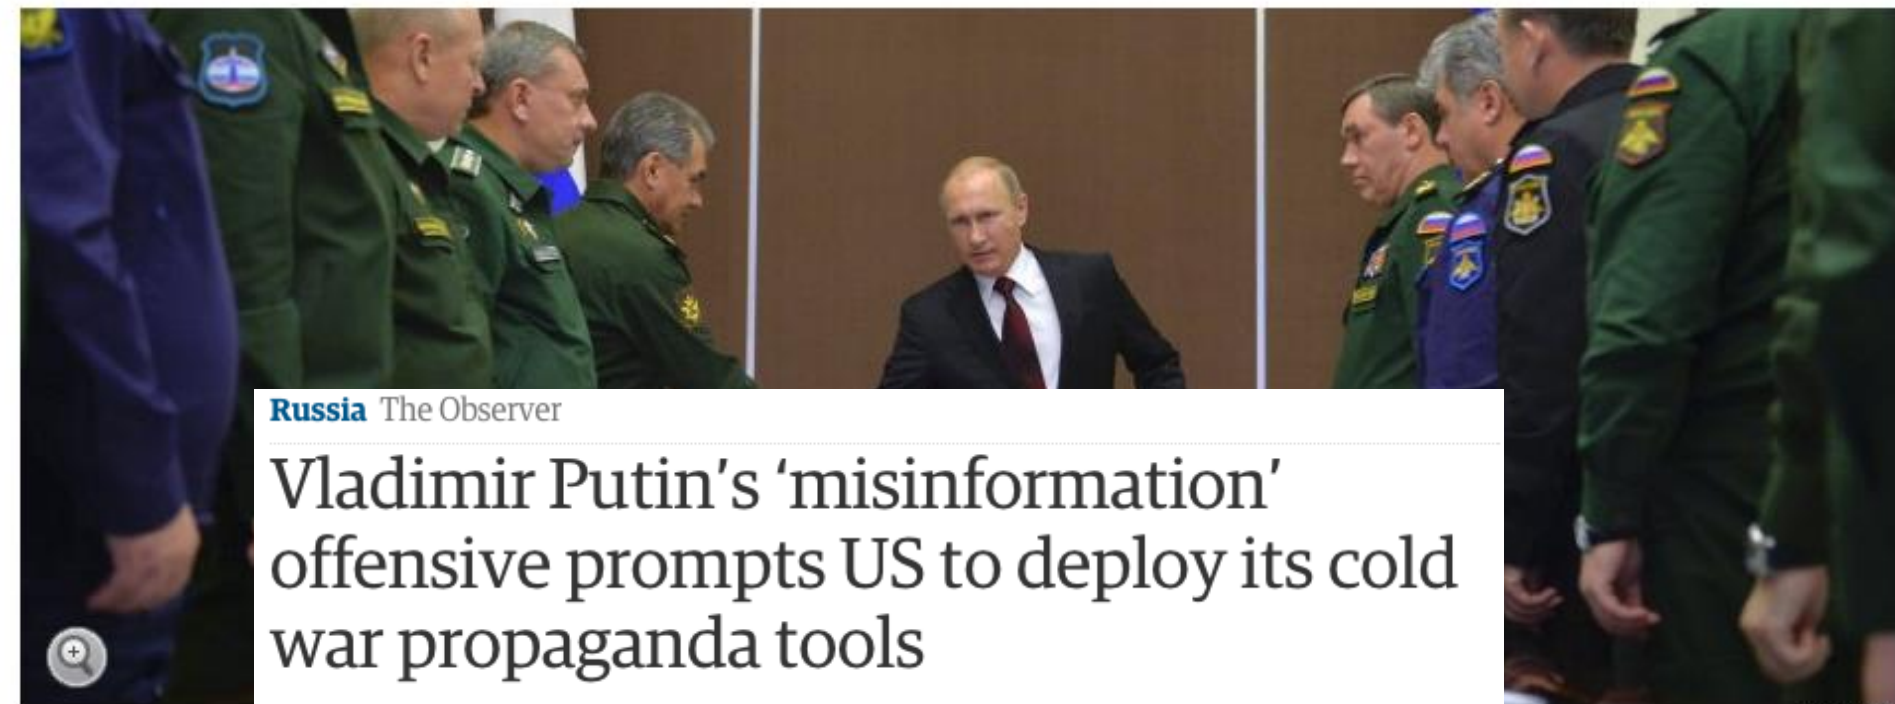 Russia The Observer
Vladimir Putin’s ‘misinformation’
offensive prompts US to deploy its cold
war propaganda tools